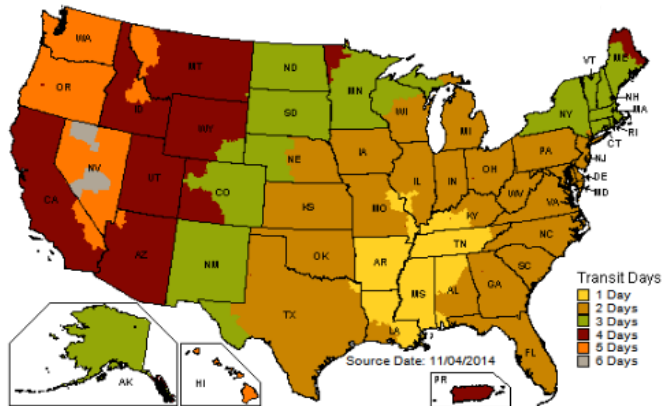 WA
MT
ND
MN
ME
VT
NH
MA
RI
CT
NY
OR
ID
WY
SD
WI
MI
PA
NJ
DE
MD
NV
UT
CO
NE
IA
IL
IN
OH
WV
VA
CA
KS
MO
KY
NC
AZ
NM
OK
AR
TN
SC
TX
LA
MS
AL
GA
FL
Transit Days
1 Day
2 Days
3 Days
4 Days
5 Days
6 Days
Source Date: 11/04/2014
AK
HI
PR